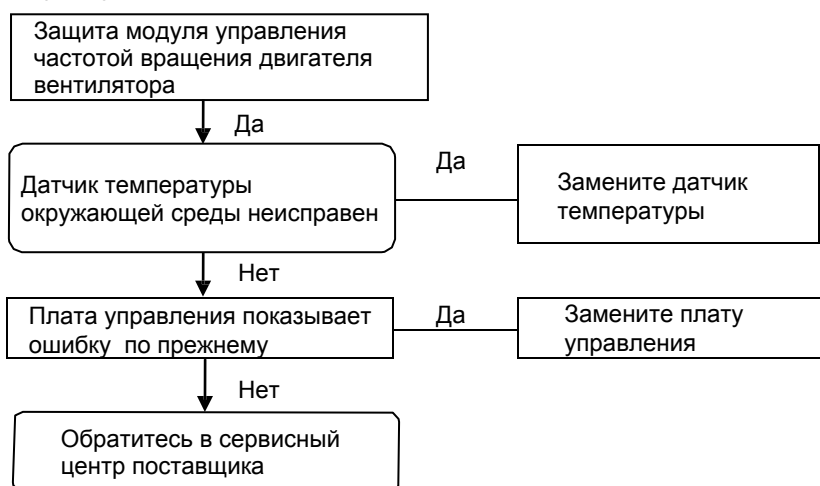 Защита модуля управления
частотой вращения двигателя
вентилятора
Да
Датчик температуры
окружающей среды неисправен
Да
Замените датчик
температуры
Нет
Плата управления показывает
ошибку по прежнему
Да
Замените плату
управления
Нет
Обратитесь в сервисный
центр поставщика